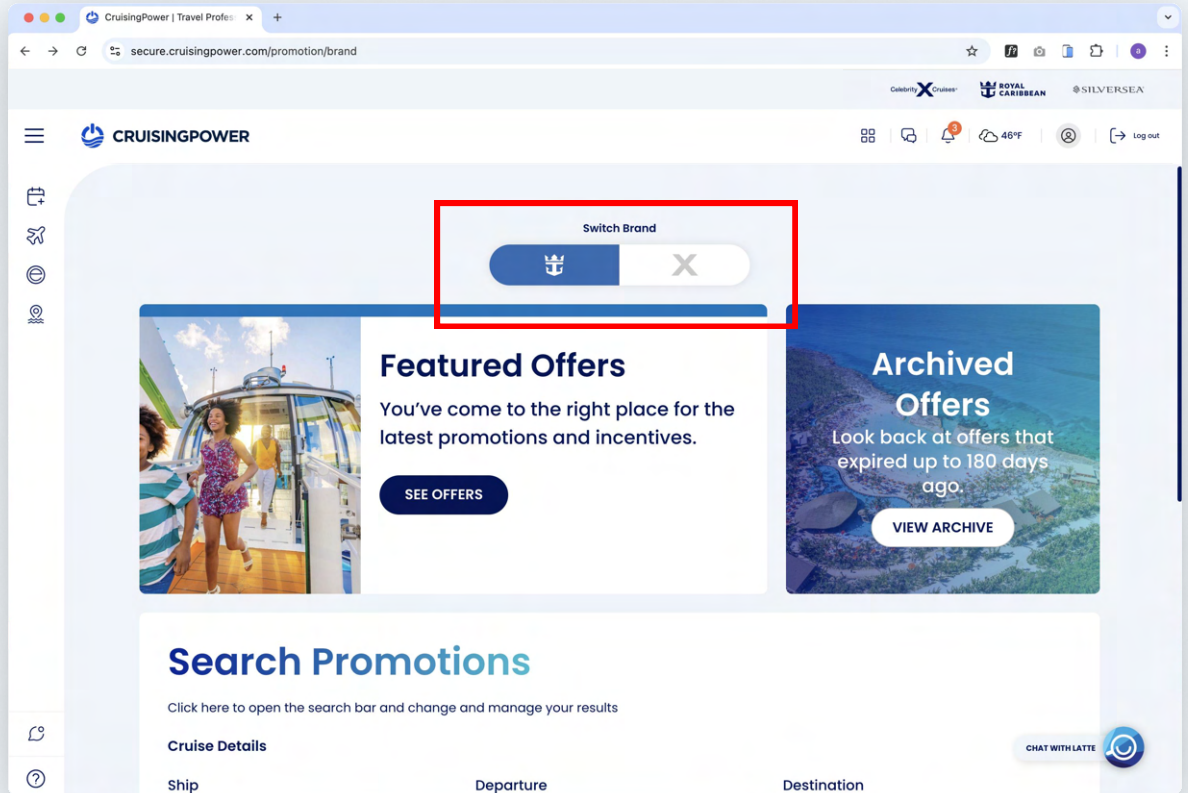 CruisingPower | Travel Profes
secure.cruisingpower.com/promotion/brand
a
Celebrity X Cruises
ROYAL
CARIBBEAN
SILVERSEA
CRUISINGPOWER
3
46°F
Log out
Switch Brand
X
Featured Offers
You've come to the right place for the
latest promotions and incentives.
SEE OFFERS
Archived
Offers
Look back at offers that
expired up to 180 days
ago.
VIEW ARCHIVE
Search Promotions
Click here to open the search bar and change and manage your results
Cruise Details
CHAT WITH LATTE
Ship
Departure
Destination